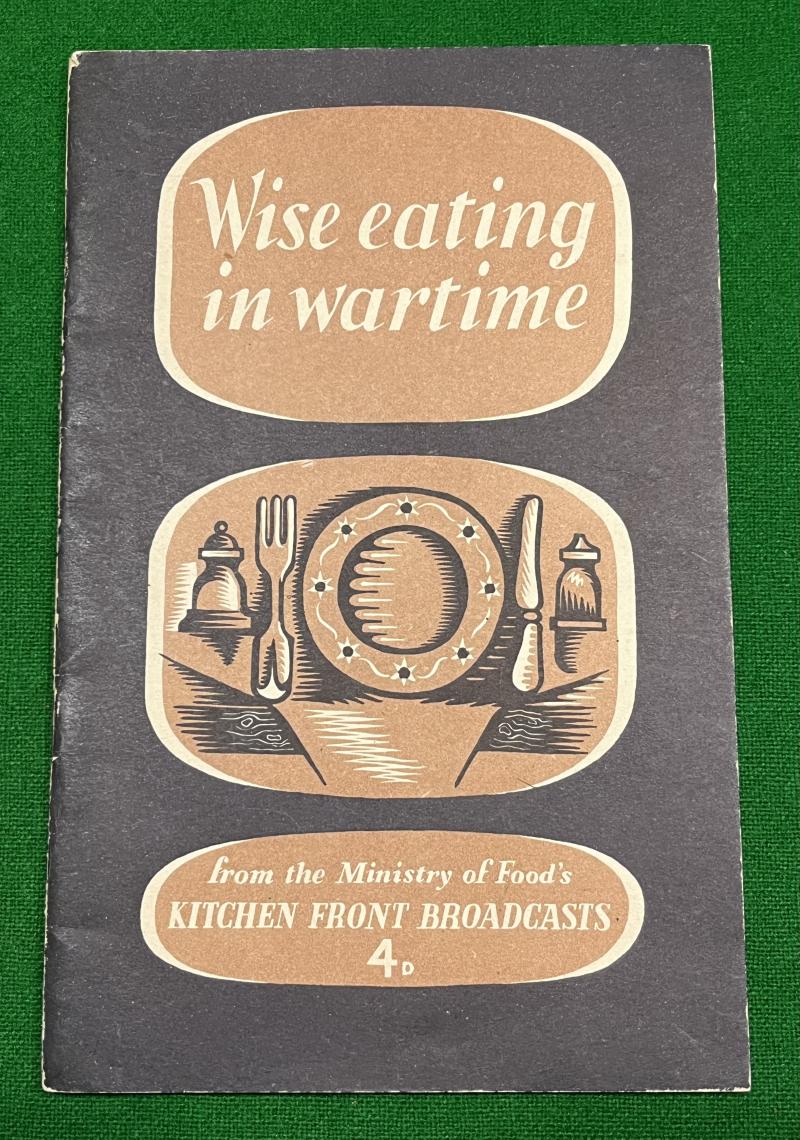 Wise eating
in wartime
from the Ministry of Food's
KITCHEN FRONT BROADCASTS
4D